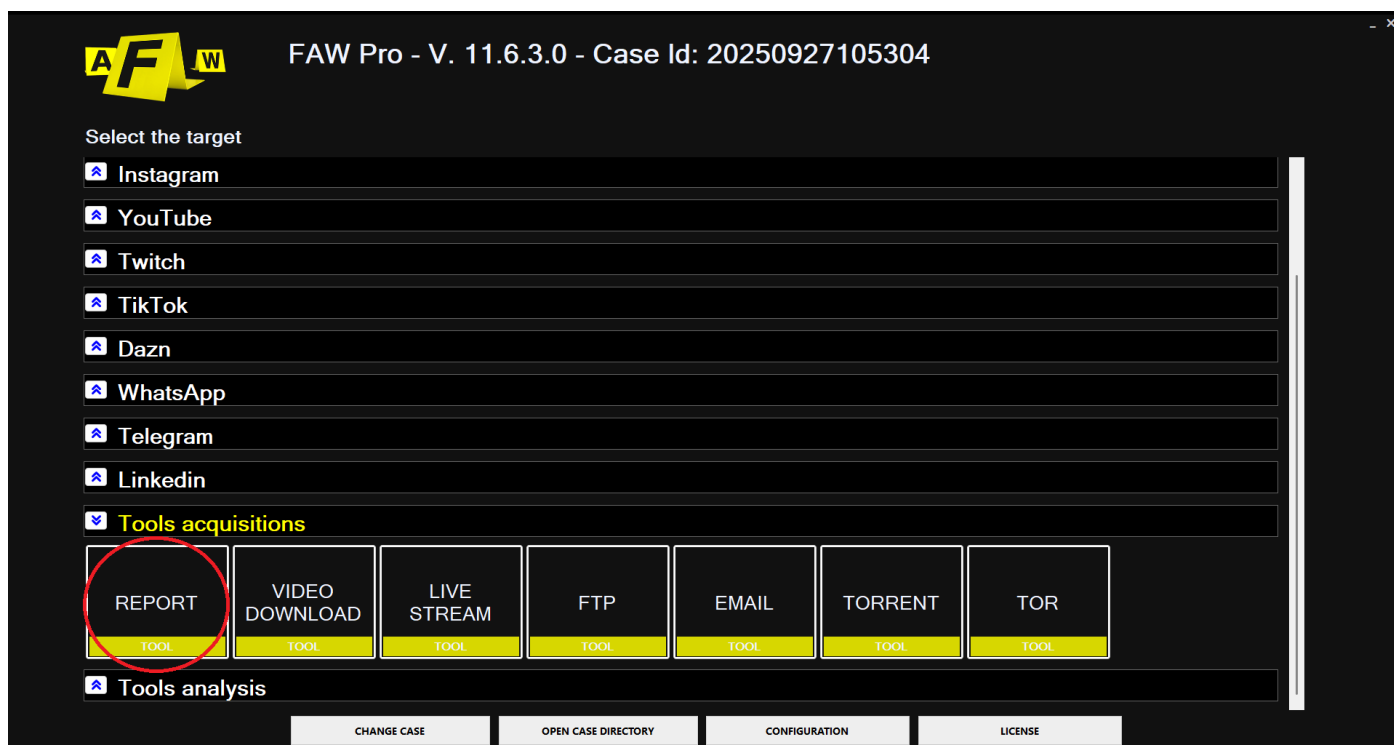 A F W
FAW Pro - V. 11.6.3.0 - Case Id: 20250927105304
Select the target
Instagram
YouTube
Twitch
TikTok
Dazn
WhatsApp
Telegram
Linkedin
Tools acquisitions
REPORT
TOOL
VIDEO
DOWNLOAD
TOOL
LIVE
STREAM
TOOL
FTP
TOOL
EMAIL
TOOL
TORRENT
TOOL
TOR
TOOL
Tools analysis
CHANGE CASE
OPEN CASE DIRECTORY
CONFIGURATION
LICENSE